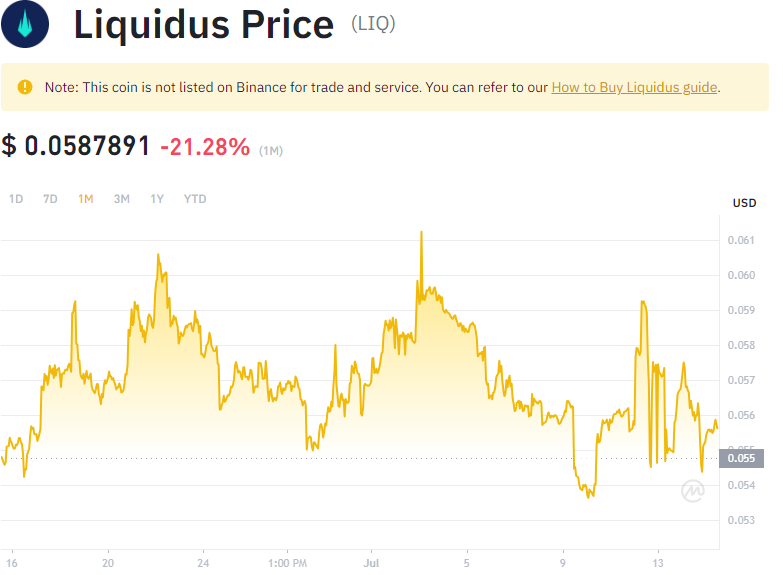 Liquidus Price (LIQ)
Note: This coin is not listed on Binance for trade and service. You can refer to our How to Buy Liquidus guide.
$ 0.0587891 -21.28% (1M)
1D 7D 1M 3M 1Y YTD
USD
0.061
0.060
0.059
0.058
0.057
0.056
0.055
0.055
0.054
0.053
16 20 24 1:00 PM Jul 5 9 13